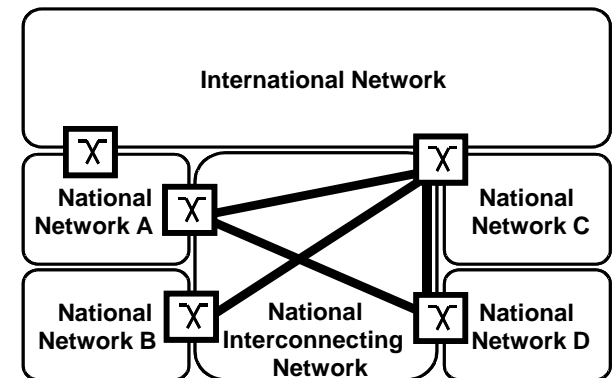 International Network
National
Network A
National
Network C
National
Network B
National
Interconnecting
Network
National
Network D